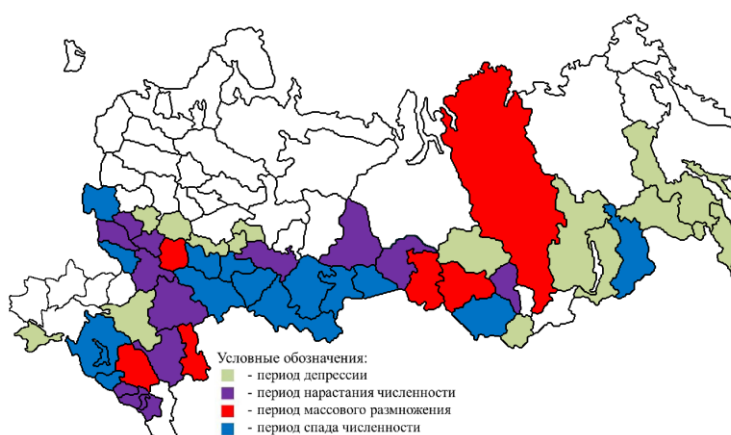 Условные обозначения:
- период депрессии
- период нарастания численности
- период массового размножения
- период спада численности